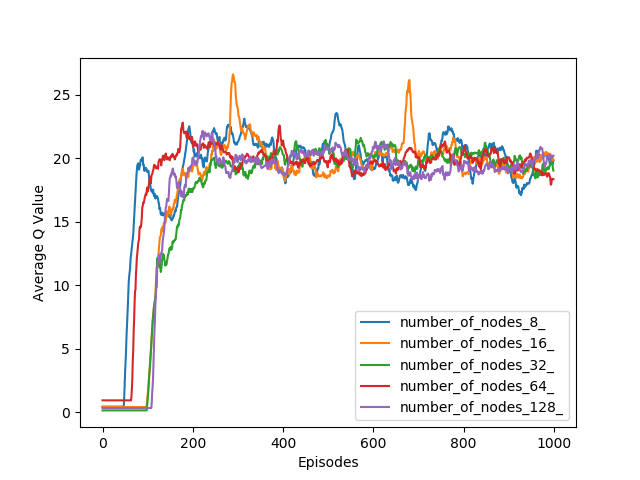 25
20
15
10
5
0
Average Q Value
number_of_nodes_8_
number_of_nodes_16_
number_of_nodes_32_
number_of_nodes_64_
number_of_nodes_128_
0 200 400 600 800 1000
Episodes